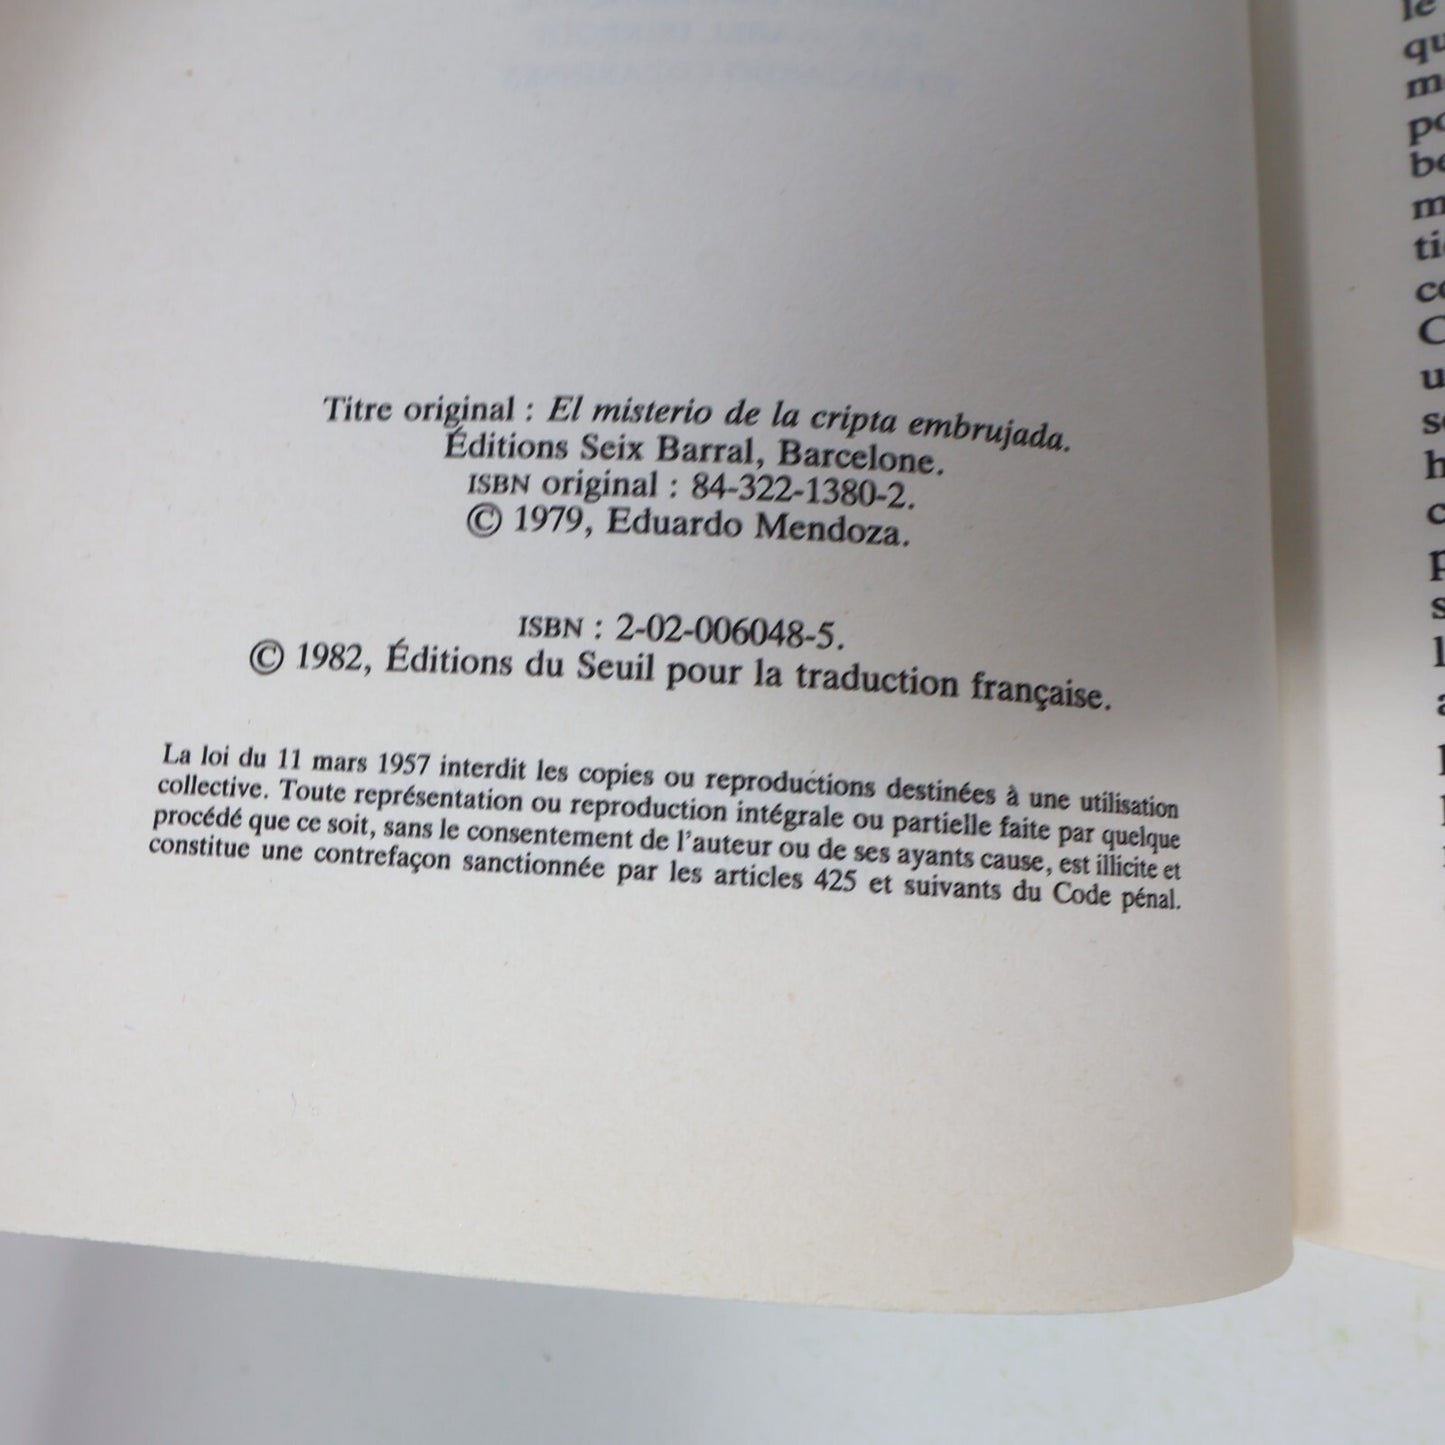 Titre original : El misterio de la cripta embrujada.
Éditions Seix Barral, Barcelone.
ISBN original : 84-322-1380-2.
© 1979, Eduardo Mendoza.
ISBN : 2-02-006048-5.
© 1982, Éditions du Seuil pour la traduction française.
La loi du 11 mars 1957 interdit les copies ou reproductions destinées à une utilisation
collective. Toute représentation ou reproduction intégrale ou partielle faite par quelque
procédé que ce soit, sans le consentement de l'auteur ou de ses ayants cause, est illicite et
constitue une contrefaçon sanctionnée par les articles 425 et suivants du Code pénal.
le